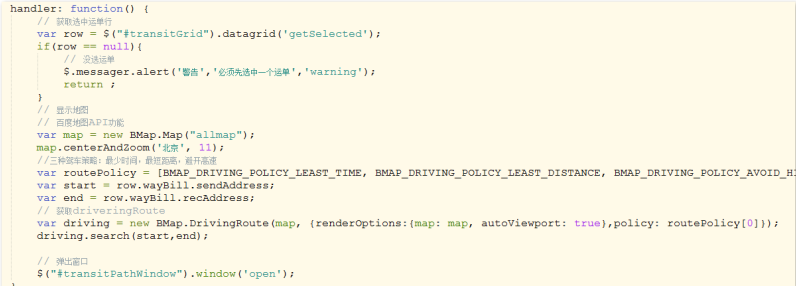 handler: function() {
// 获取选中运单行
var row = $("#transitGrid").datagrid('getSelected');
if(row == null){
// 没选运单
$.messager.alert('警告','必须先选中一个运单','warning');
return ;
}
// 显示地图
// 百度地图API功能
var map = new BMap.Map("allmap");
map.centerAndZoom('北京', 11);
//三种驾车策略：最少时间，最短距离，避开高速
var routePolicy = [BMAP_DRIVING_POLICY_LEAST_TIME, BMAP_DRIVING_POLICY_LEAST_DISTANCE, BMAP_DRIVING_POLICY_AVOID_HI
var start = row.wayBill.sendAddress;
var end = row.wayBill.recAddress;
// 获取driveringRoute
var driving = new BMap.DrivingRoute(map, {renderOptions:{map: map, autoViewport: true},policy: routePolicy[0]});
driving.search(start,end);
// 弹出窗口
$("#transitPathWindow").window('open');
}